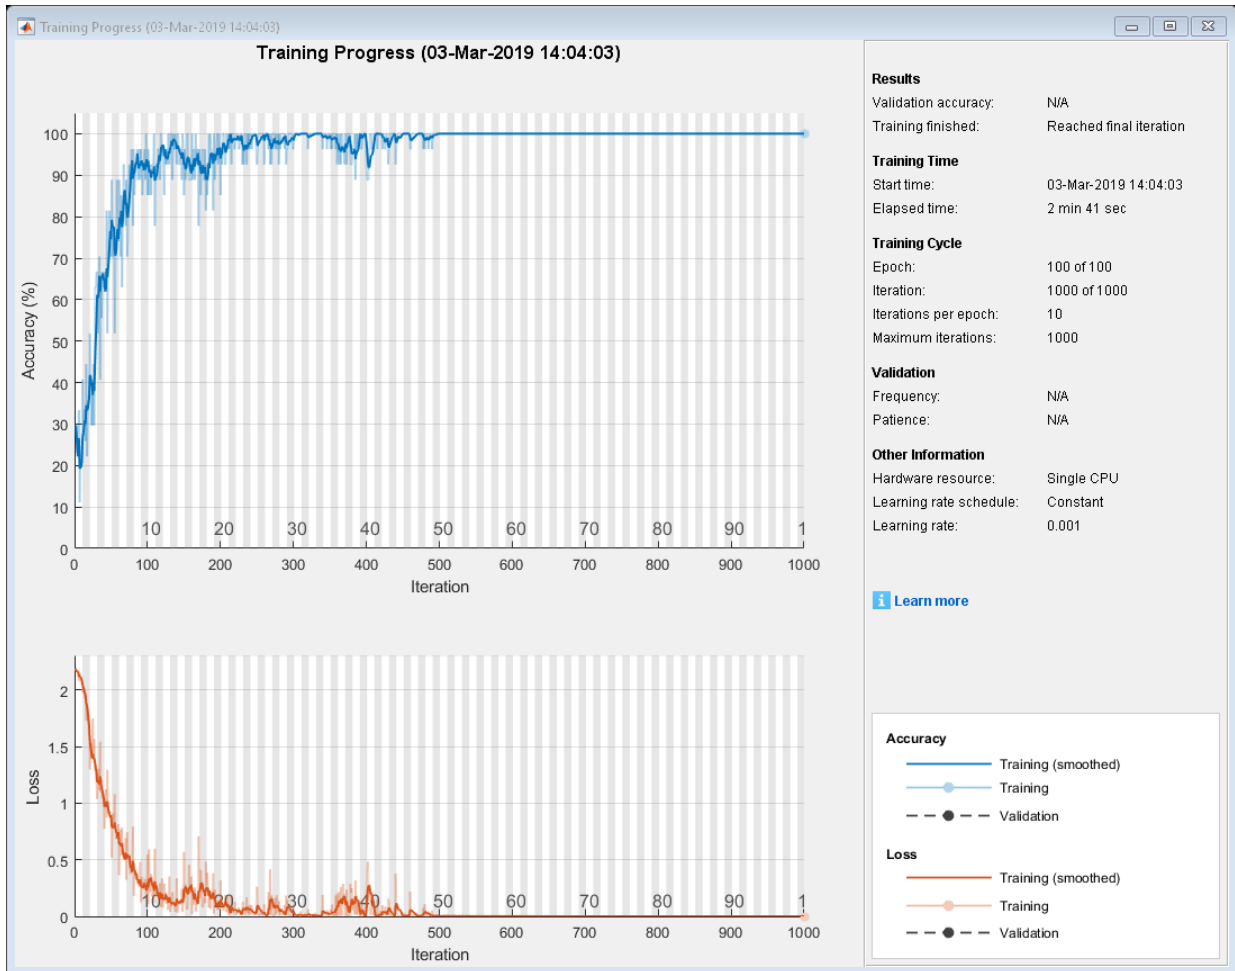 Training Progress (03-Mar-2019 14:04:03)
Training Progress (03-Mar-2019 14:04:03)
Accuracy (%)
100
90
80
70
60
50
40
30
20
10
0
10 20 30 40 50 60 70 80 90 1
0 100 200 300 400 500 600 700 800 900 1000
Iteration
Loss
2
1.5
1
0.5
0
10 20 30 40 50 60 70 80 90 1
0 100 200 300 400 500 600 700 800 900 1000
Iteration
Results
Validation accuracy: N/A
Training finished: Reached final iteration
Training Time
Start time: 03-Mar-2019 14:04:03
Elapsed time: 2 min 41 sec
Training Cycle
Epoch: 100 of 100
Iteration: 1000 of 1000
Iterations per epoch: 10
Maximum iterations: 1000
Validation
Frequency: N/A
Patience: N/A
Other Information
Hardware resource: Single CPU
Learning rate schedule: Constant
Learning rate: 0.001
i Learn more
Accuracy
Training (smoothed)
Training
Validation
Loss
Training (smoothed)
Training
Validation